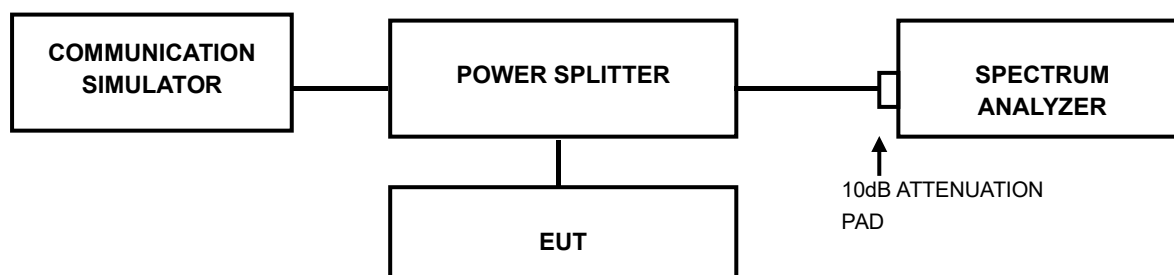 COMMUNICATION
SIMULATOR
POWER SPLITTER
SPECTRUM
ANALYZER
10dB ATTENUATION
PAD
EUT